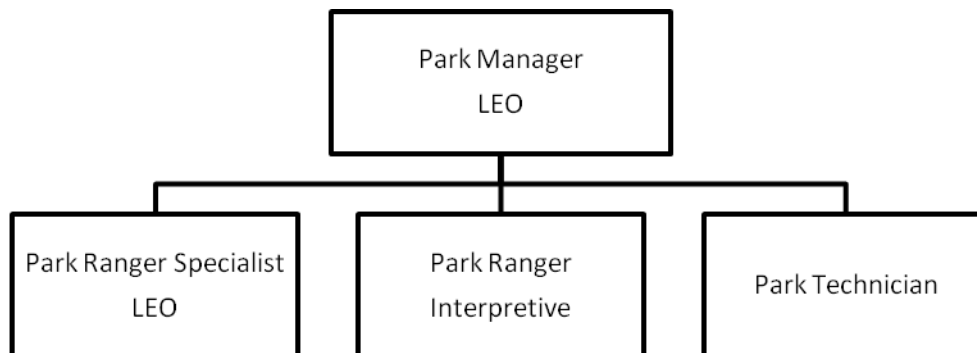 Park Manager
LEO
Park Ranger Specialist
LEO
Park Ranger
Interpretive
Park Technician